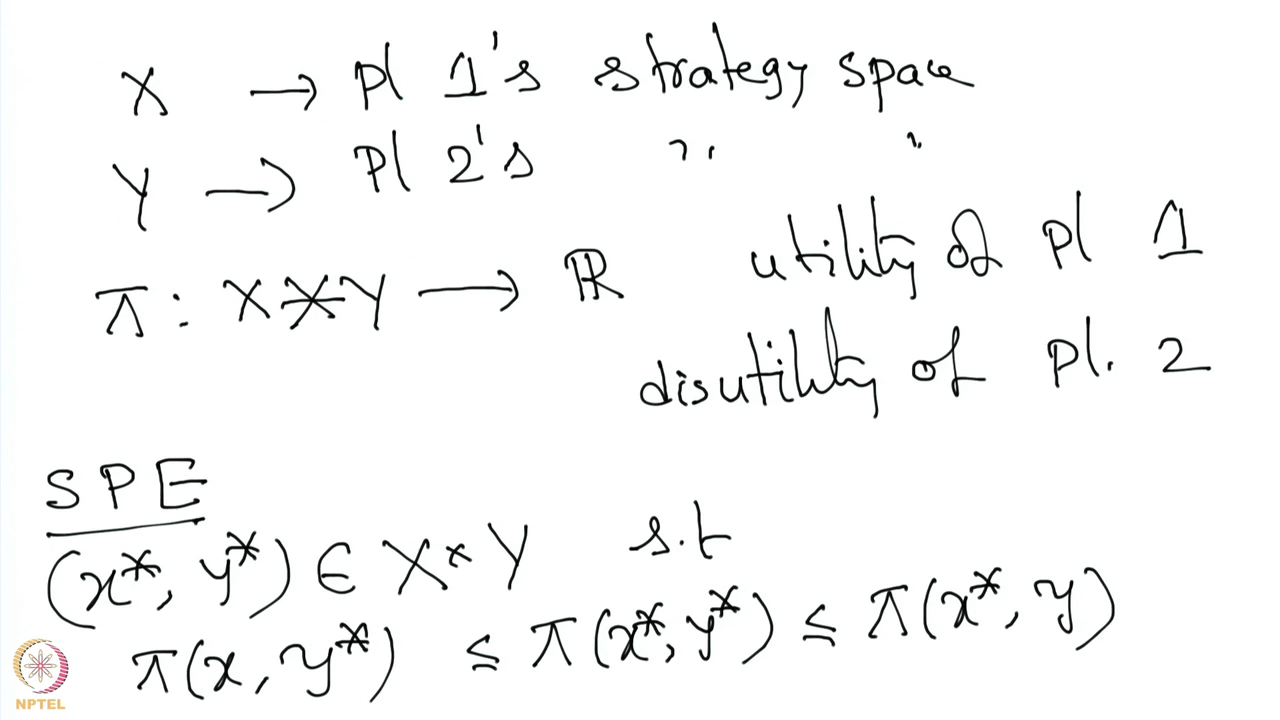 X → Pl 1's strategy space
Y → Pl 2's " "
π : X × Y → ℝ utility of pl 1
disutility of pl. 2
SPE
(x*, y*) ∈ X × Y s.t
π(x, y*) ≤ π(x*, y*) ≤ π(x*, y)
NPTEL